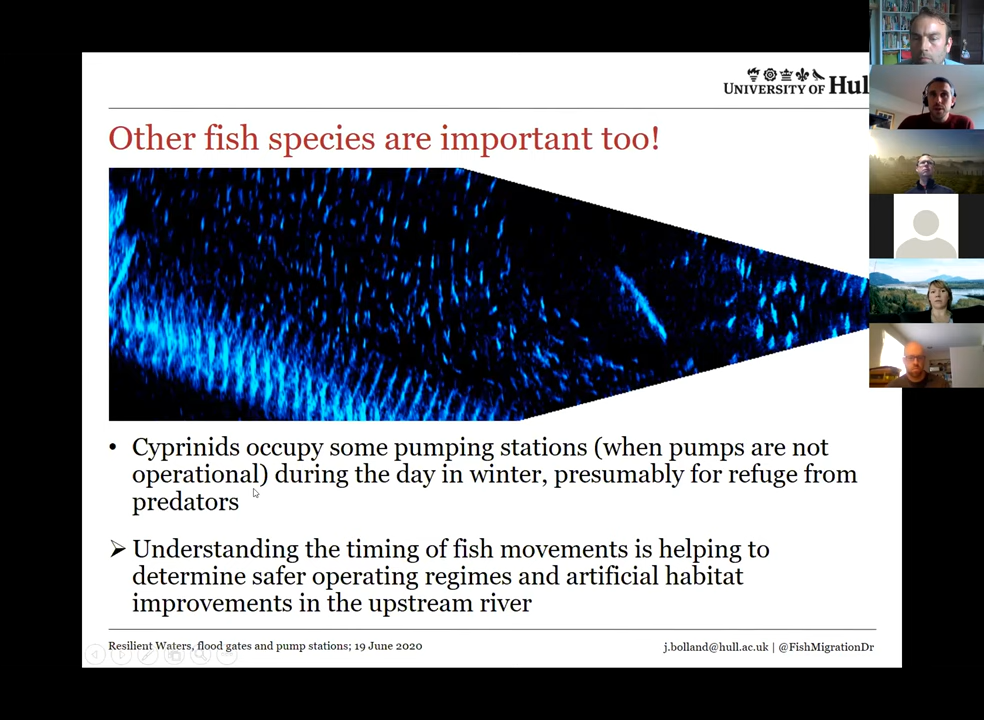 UNIVERSITY OF Hul
Other fish species are important too!
• Cyprinids occupy some pumping stations (when pumps are not
operational) during the day in winter, presumably for refuge from
predators
➢ Understanding the timing of fish movements is helping to
determine safer operating regimes and artificial habitat
improvements in the upstream river
Resilient Waters, flood gates and pump stations; 19 June 2020
j.bolland@hull.ac.uk | @FishMigrationDr